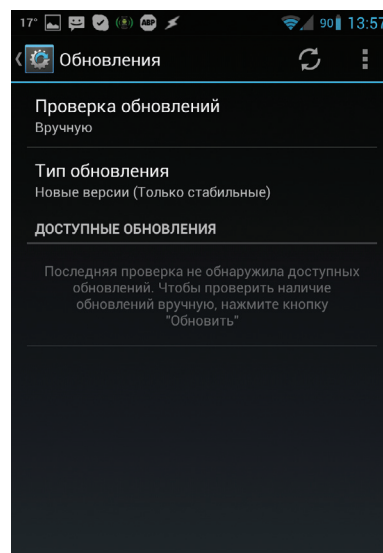 17° ABP 90 13:57
Обновления
Проверка обновлений
Вручную
Тип обновления
Новые версии (Только стабильные)
ДОСТУПНЫЕ ОБНОВЛЕНИЯ
Последняя проверка не обнаружила доступных
обновлений. Чтобы проверить наличие
обновлений вручную, нажмите кнопку
"Обновить"